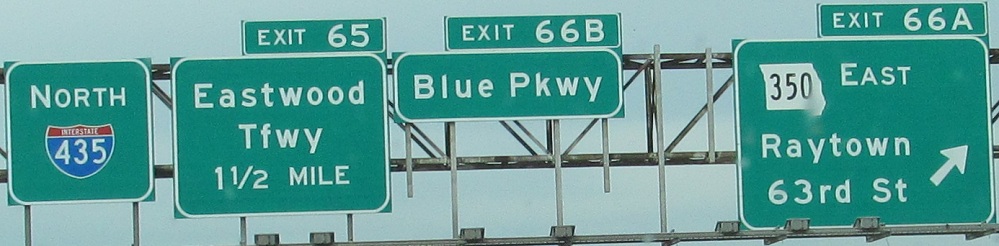 NORTH
INTERSTATE
435
EXIT 65
Eastwood
Tfwy
1 1/2 MILE
EXIT 66B
Blue Pkwy
EXIT 66A
350 EAST
Raytown
63rd St